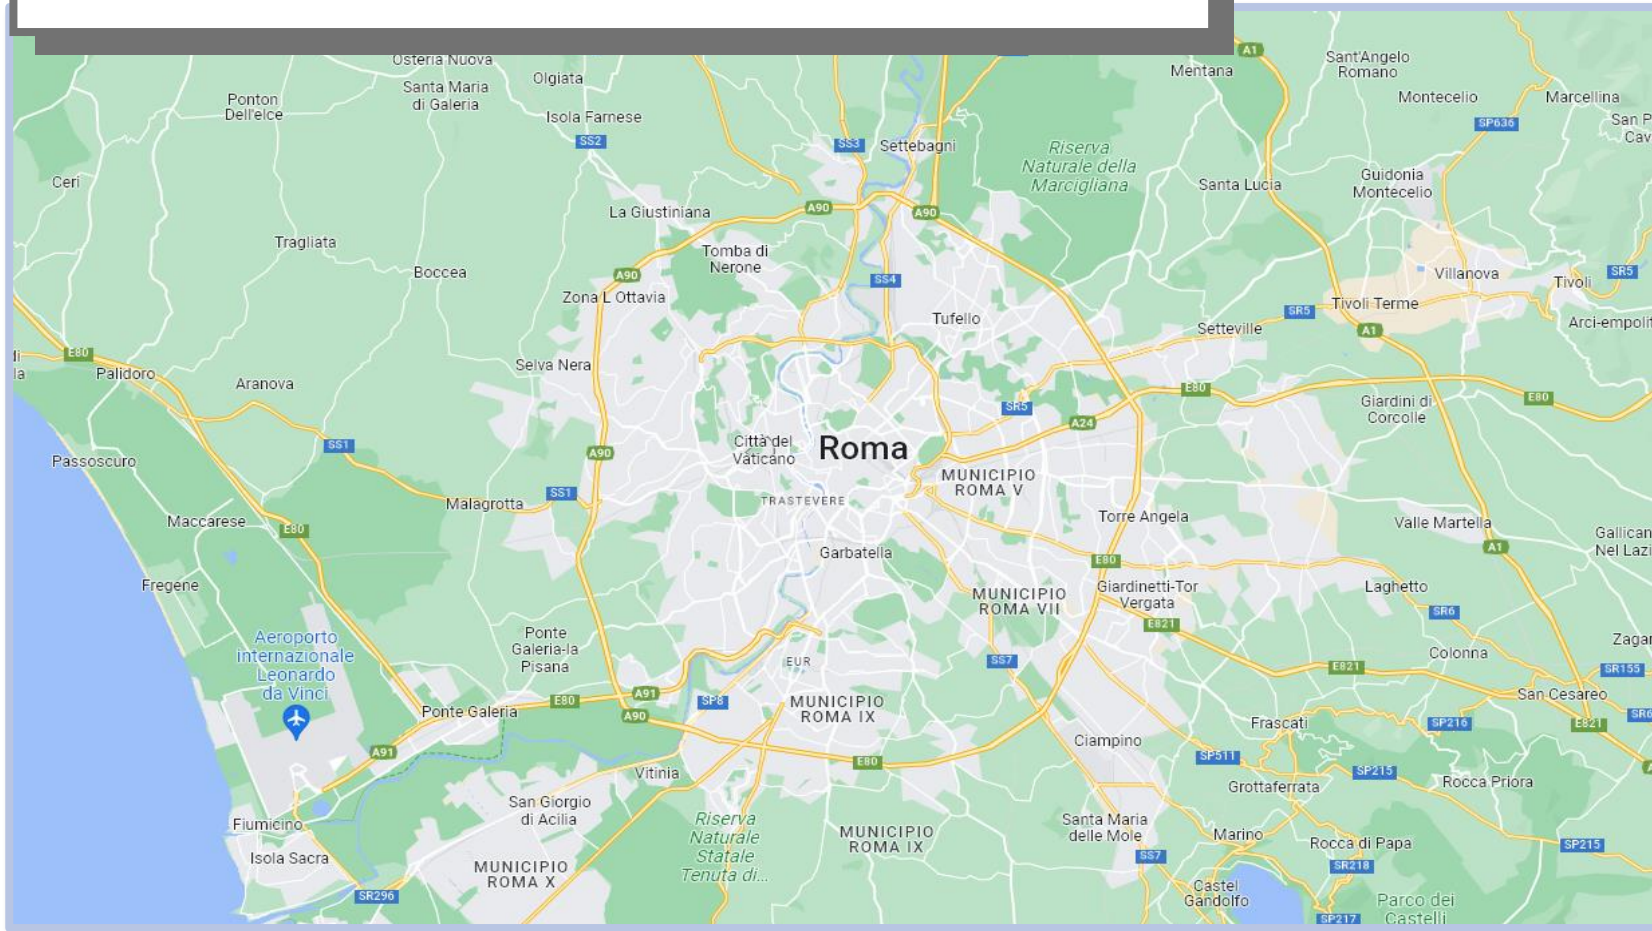 A1
Osteria Nuova
Sant'Angelo
Romano
Mentana
Olgiata
Santa Maria
di Galeria
Ponton
Dell'elce
Montecelio
Marcellina
Isola Farnese
SP636
SS2
SS3
Settebagni
Riserva
Naturale della
Marcigliana
Ceri
Santa Lucia
Guidonia
Montecelio
La Giustiniana
A90
A90
Tragliata
Tomba di
Nerone
Boccea
A90
SS4
Villanova
SR5
Tivoli
Zona L Ottavia
Tivoli Terme
SR5
Tufello
Setteville
A1
E80
Selva Nera
Palidoro
Aranova
E80
E80
SR5
Giardini di
Corcolle
A24
SS1
Città del
Vaticano
Roma
A90
Passoscuro
MUNICIPIO
ROMA V
SS1
Malagrotta
TRASTEVERE
Maccarese
E80
Torre Angela
Valle Martella
A1
Garbatella
E80
Fregene
MUNICIPIO
ROMA VII
Giardinetti-Tor
Vergata
Laghetto
SR6
E821
Aeroporto
internazionale
Leonardo
da Vinci
Ponte
Galeria-la
Pisana
EUR
SS7
E821
Colonna
SR155
E80
A91
SP8
MUNICIPIO
ROMA IX
San Cesareo
Ponte Galeria
A90
Frascati
SP216
E821
A91
Ciampino
E80
SP511
SP215
Vitinia
Grottaferrata
Rocca Priora
San Giorgio
di Acilia
Fiumicino
Riserva
Naturale
Statale
Tenuta di...
MUNICIPIO
ROMA IX
Santa Maria
delle Mole
Marino
Rocca di Papa
SP215
Isola Sacra
MUNICIPIO
ROMA X
SS7
SR218
SR296
Castel
Gandolfo
Parco dei
Castelli
SP217